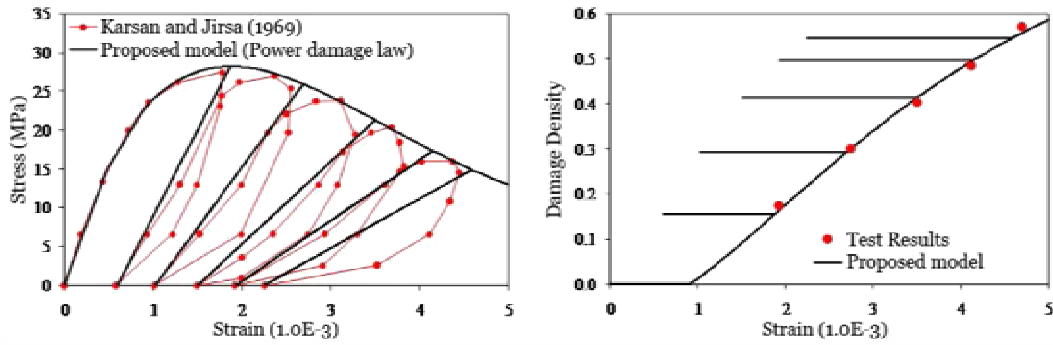 35
30
25
20
15
10
5
0
Stress (MPa)
Karsan and Jirsa (1969)
Proposed model (Power damage law)
0 1 2 3 4 5
Strain (1.0E-3)
0.6
0.5
0.4
0.3
0.2
0.1
0.0
Damage Density
Test Results
Proposed model
0 1 2 3 4 5
Strain (1.0E-3)